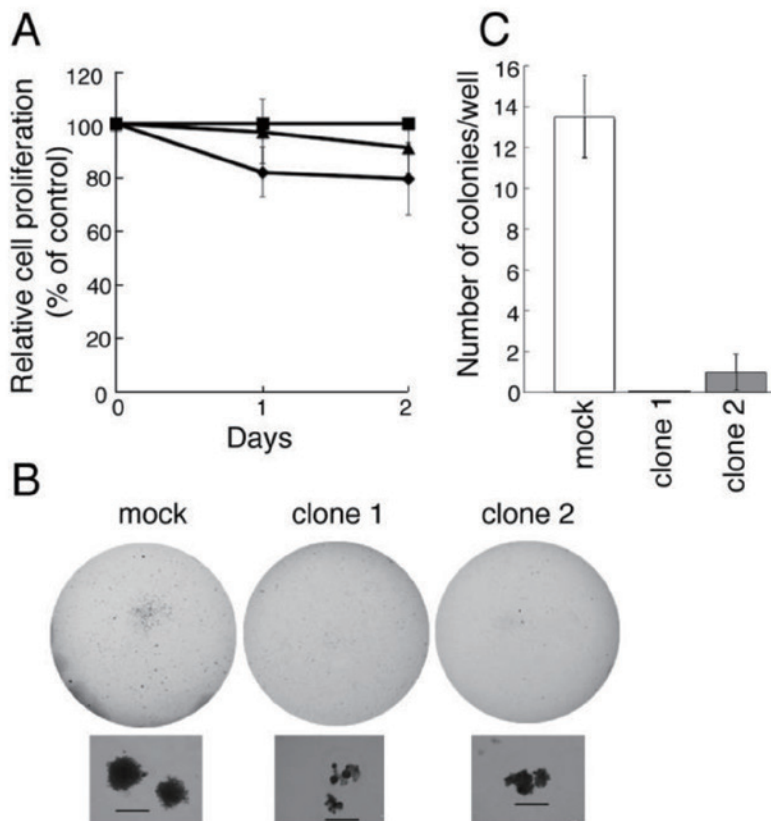 A
Relative cell proliferation
(% of control)
120
100
80
60
40
20
0
0
1
2
Days
C
Number of colonies/well
16
14
12
10
8
6
4
2
0
mock
clone 1
clone 2
B
mock
clone 1
clone 2